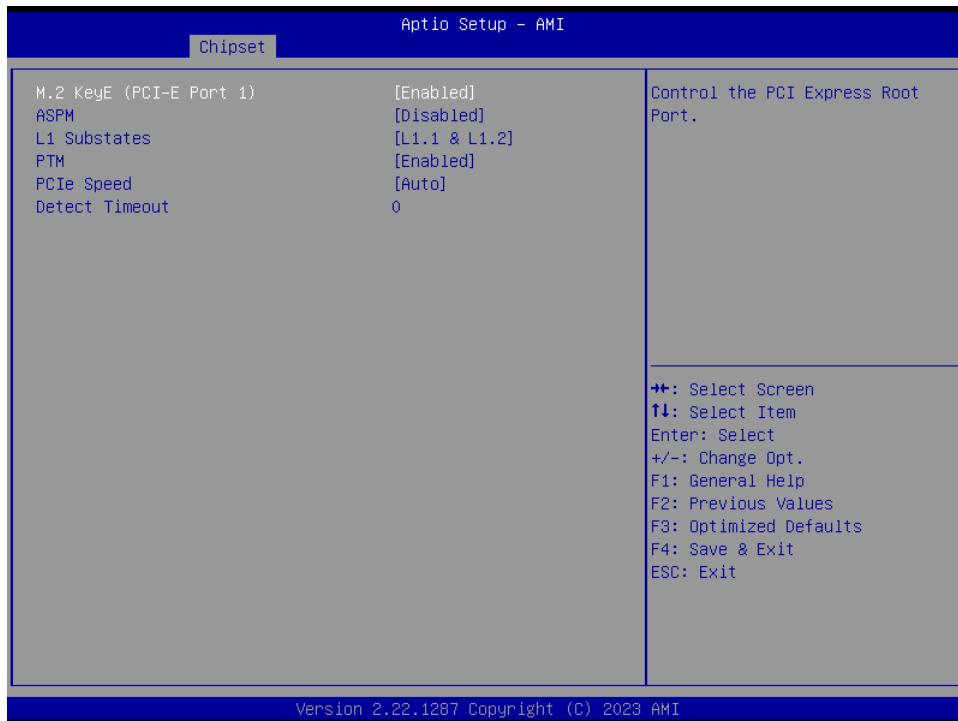 Aptio Setup – AMI
Chipset
M.2 KeyE (PCI-E Port 1) [Enabled]
ASPM [Disabled]
L1 Substates [L1.1 & L1.2]
PTM [Enabled]
PCIe Speed [Auto]
Detect Timeout 0
Control the PCI Express Root
Port.
→←: Select Screen
↑↓: Select Item
Enter: Select
+/-: Change Opt.
F1: General Help
F2: Previous Values
F3: Optimized Defaults
F4: Save & Exit
ESC: Exit
Version 2.22.1287 Copyright (C) 2023 AMI